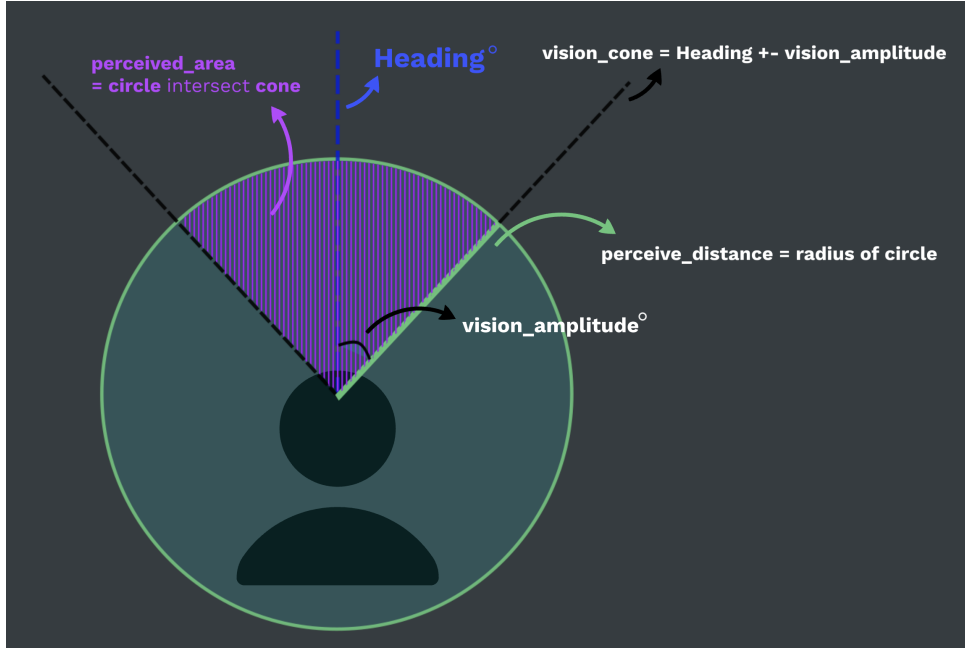 Heading°
vision_cone = Heading +- vision_amplitude
perceived_area
= circle intersect cone
perceive_distance = radius of circle
vision_amplitude°